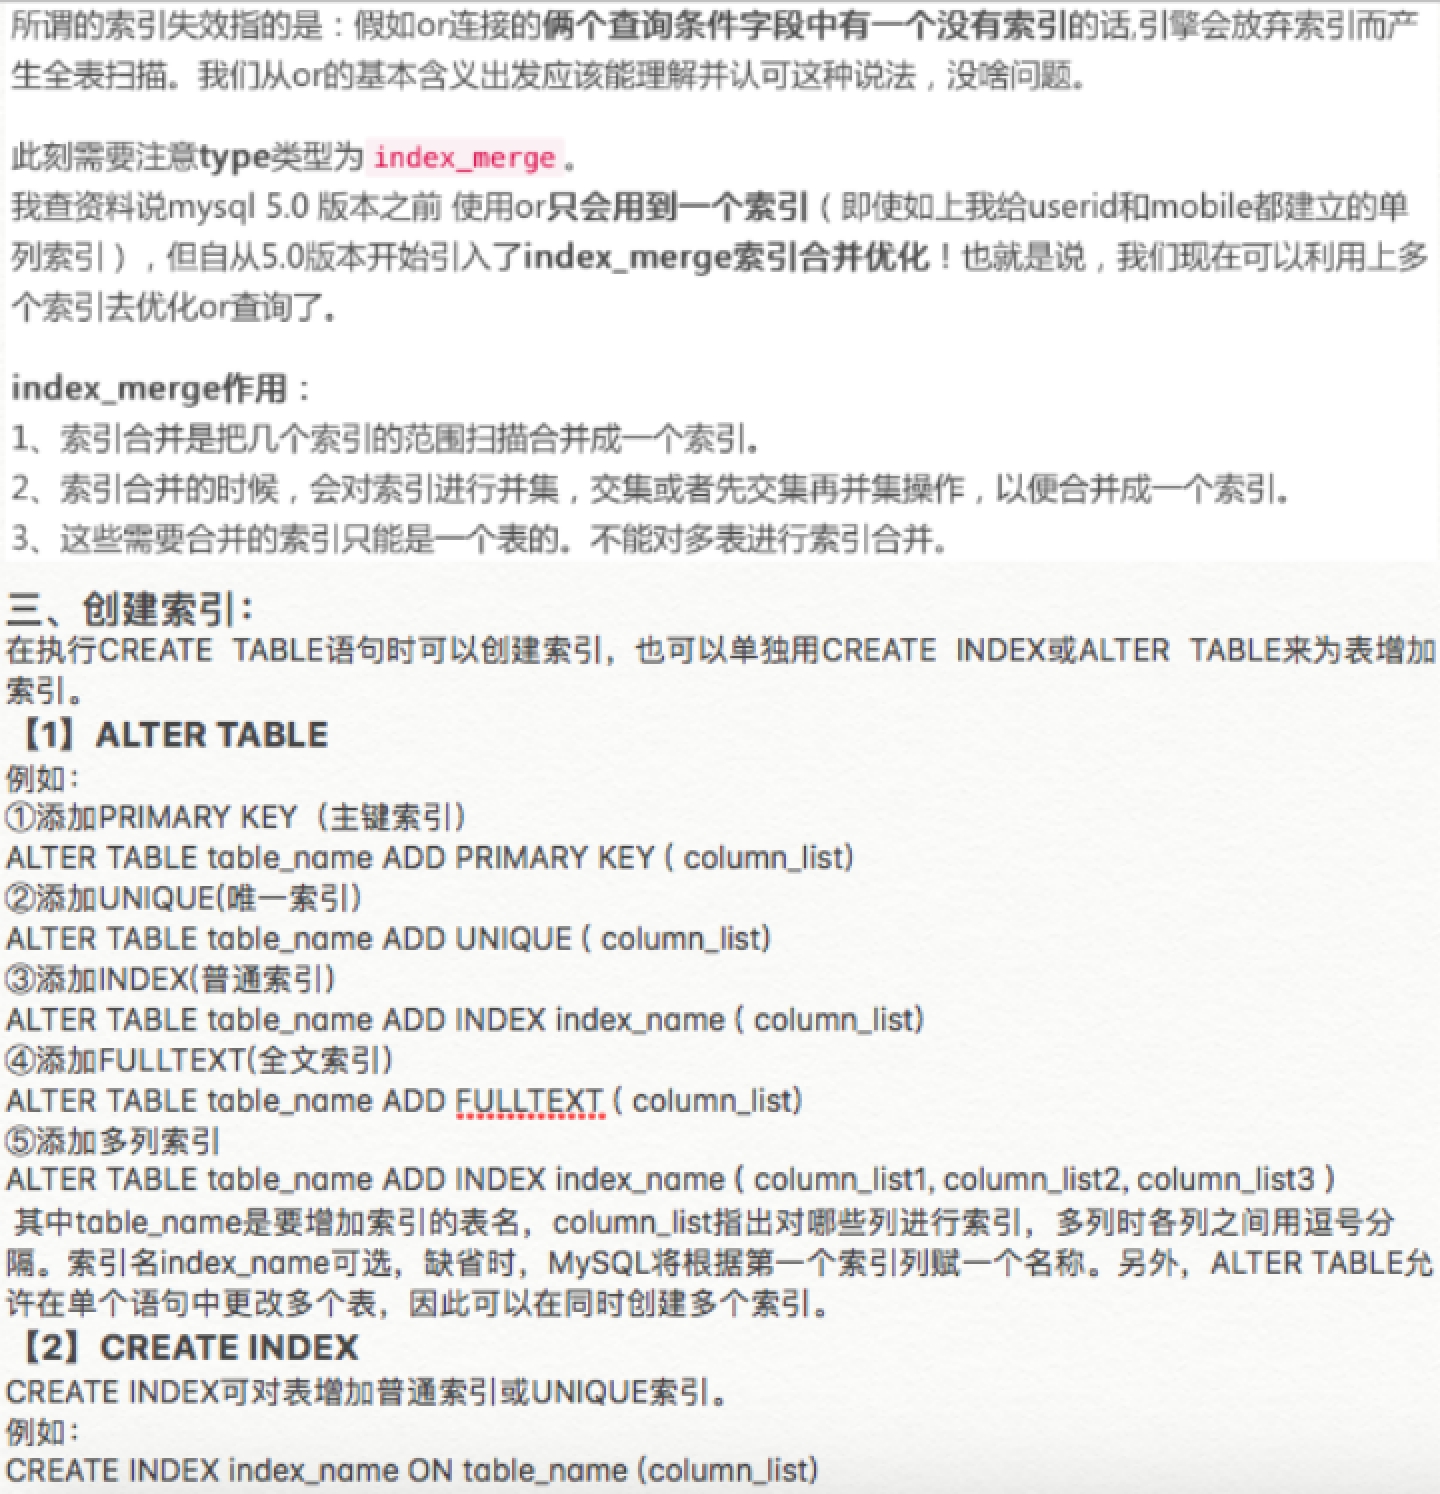 所谓的索引失效指的是：假如or连接的俩个查询条件字段中有一个没有索引的话,引擎会放弃索引而产
生全表扫描。我们从or的基本含义出发应该能理解并认可这种说法，没啥问题。
此刻需要注意type类型为 index_merge 。
我查资料说mysql 5.0 版本之前 使用or只会用到一个索引（即使如上我给userid和mobile都建立的单
列索引），但自从5.0版本开始引入了index_merge索引合并优化！也就是说，我们现在可以利用上多
个索引去优化or查询了。
index_merge作用：
1、索引合并是把几个索引的范围扫描合并成一个索引。
2、索引合并的时候，会对索引进行并集，交集或者先交集再并集操作，以便合并成一个索引。
3、这些需要合并的索引只能是一个表的。不能对多表进行索引合并。
三、创建索引：
在执行CREATE TABLE语句时可以创建索引，也可以单独用CREATE INDEX或ALTER TABLE来为表增加
索引。
【1】ALTER TABLE
例如：
①添加PRIMARY KEY（主键索引）
ALTER TABLE table_name ADD PRIMARY KEY ( column_list)
②添加UNIQUE(唯一索引)
ALTER TABLE table_name ADD UNIQUE ( column_list)
③添加INDEX(普通索引)
ALTER TABLE table_name ADD INDEX index_name ( column_list)
④添加FULLTEXT(全文索引)
ALTER TABLE table_name ADD FULLTEXT ( column_list)
⑤添加多列索引
ALTER TABLE table_name ADD INDEX index_name ( column_list1, column_list2, column_list3 )
其中table_name是要增加索引的表名，column_list指出对哪些列进行索引，多列时各列之间用逗号分
隔。索引名index_name可选，缺省时，MySQL将根据第一个索引列赋一个名称。另外，ALTER TABLE允
许在单个语句中更改多个表，因此可以在同时创建多个索引。
【2】CREATE INDEX
CREATE INDEX可对表增加普通索引或UNIQUE索引。
例如：
CREATE INDEX index_name ON table_name (column_list)